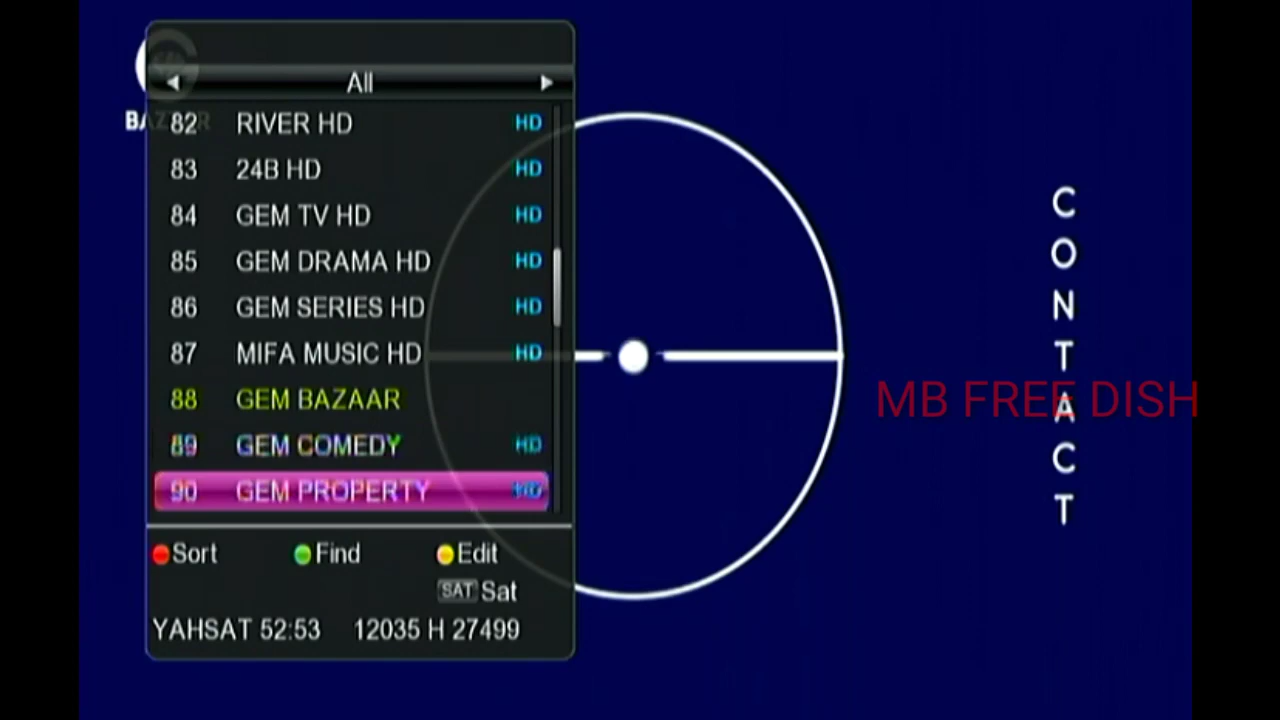 All
82 RIVER HD HD
83 24B HD HD
84 GEM TV HD HD
85 GEM DRAMA HD HD
86 GEM SERIES HD HD
87 MIFA MUSIC HD HD
88 GEM BAZAAR
89 GEM COMEDY HD
90 GEM PROPERTY HD
Sort Find Edit
SAT Sat
YAHSAT 52:53 12035 H 27499
BAZAAR
CONTACT
MB FREE DISH